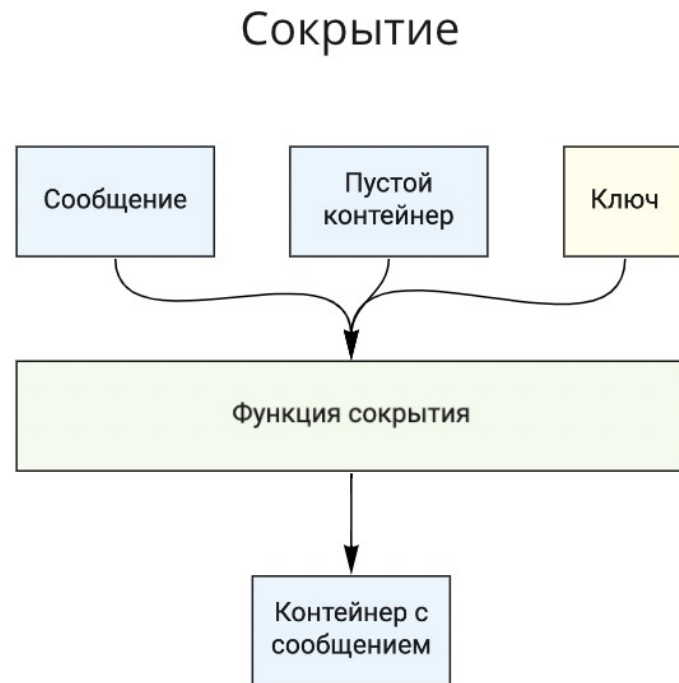 Сокрытие
Сообщение
Пустой
контейнер
Ключ
Функция сокрытия
Контейнер с
сообщением